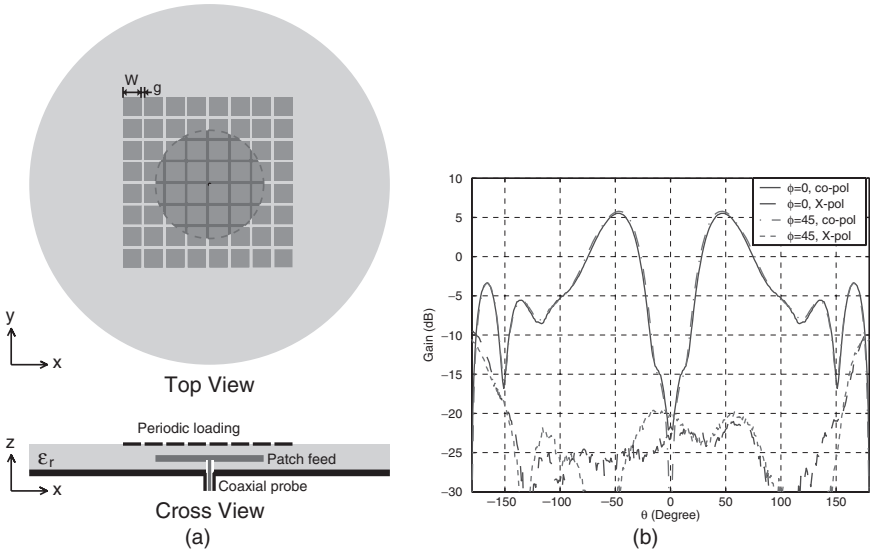 W
g
y
x
Top View
Periodic loading
z
εr
Patch feed
x
Coaxial probe
Cross View
(a)
10
5
0
−5
−10
−15
−20
−25
−30
Gain (dB)
ϕ=0, co-pol
ϕ=0, X-pol
ϕ=45, co-pol
ϕ=45, X-pol
−150
−100
−50
0
50
100
150
θ (Degree)
(b)